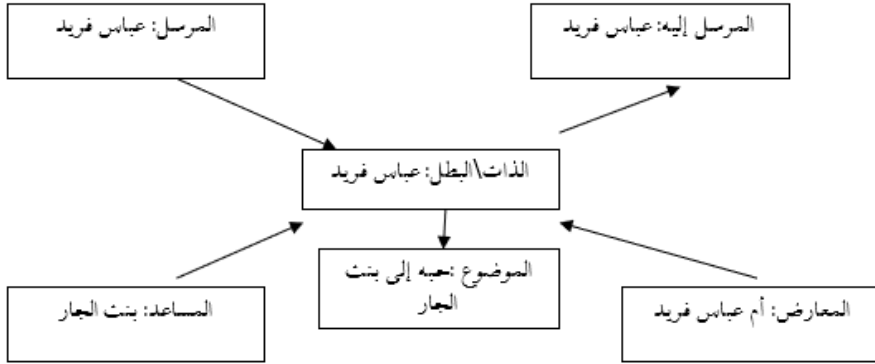 المرسل إليه: عباس فريد
المرسل: عباس فريد
الذات\البطل: عباس فريد
الموضوع :حبه إلى بنت
الجار
المعارض: أم عباس فريد
المساعد: بنت الجار